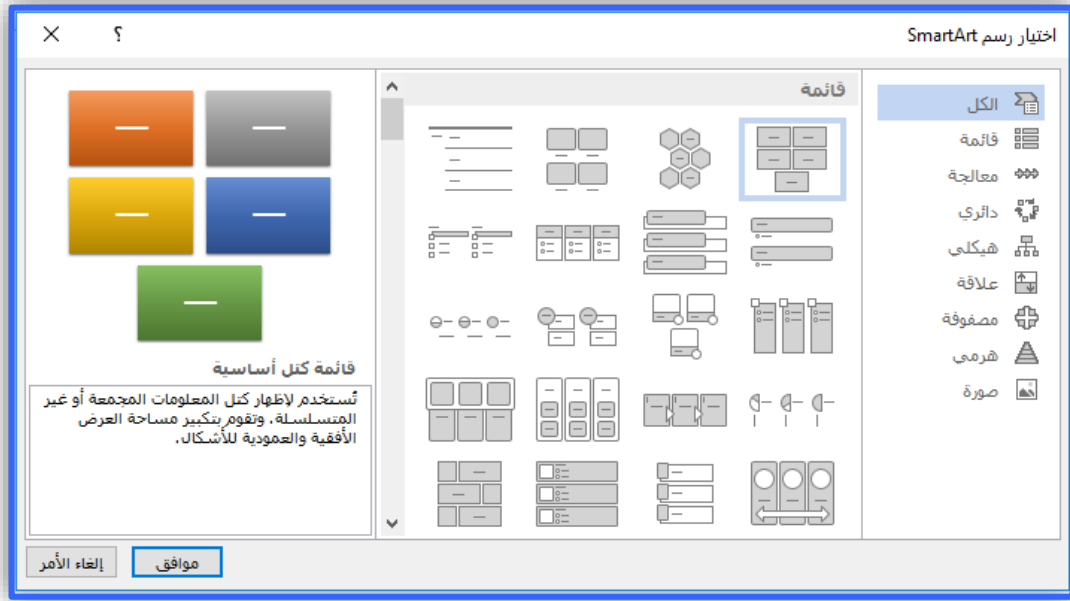 اختيار رسم SmartArt
؟
الكل
قائمة
معالجة
دائري
هيكلي
علاقة
مصفوفة
هرمي
صورة
قائمة
قائمة كتل أساسية
تُستخدم لإظهار كتل المعلومات المجمعة أو غير
المتسلسلة. وتقوم بتكبير مساحة العرض
الأفقية والعمودية للأشكال.
موافق
إلغاء الأمر